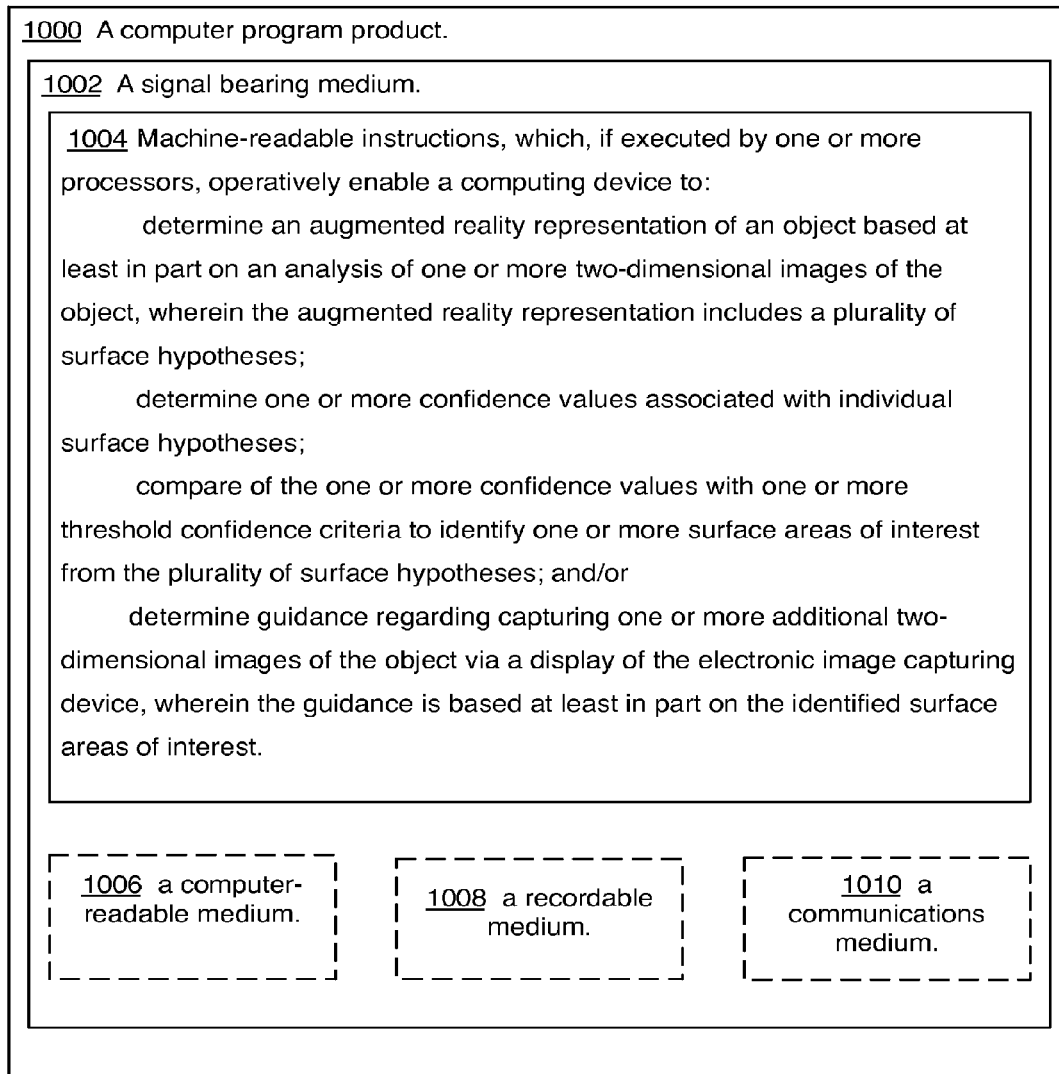 1000 A computer program product.
1002 A signal bearing medium.
1004 Machine-readable instructions, which, if executed by one or more
processors, operatively enable a computing device to:
determine an augmented reality representation of an object based at
least in part on an analysis of one or more two-dimensional images of the
object, wherein the augmented reality representation includes a plurality of
surface hypotheses;
determine one or more confidence values associated with individual
surface hypotheses;
compare of the one or more confidence values with one or more
threshold confidence criteria to identify one or more surface areas of interest
from the plurality of surface hypotheses; and/or
determine guidance regarding capturing one or more additional two-
dimensional images of the object via a display of the electronic image capturing
device, wherein the guidance is based at least in part on the identified surface
areas of interest.
1006 a computer-
readable medium.
1008 a recordable
medium.
1010 a
communications
medium.